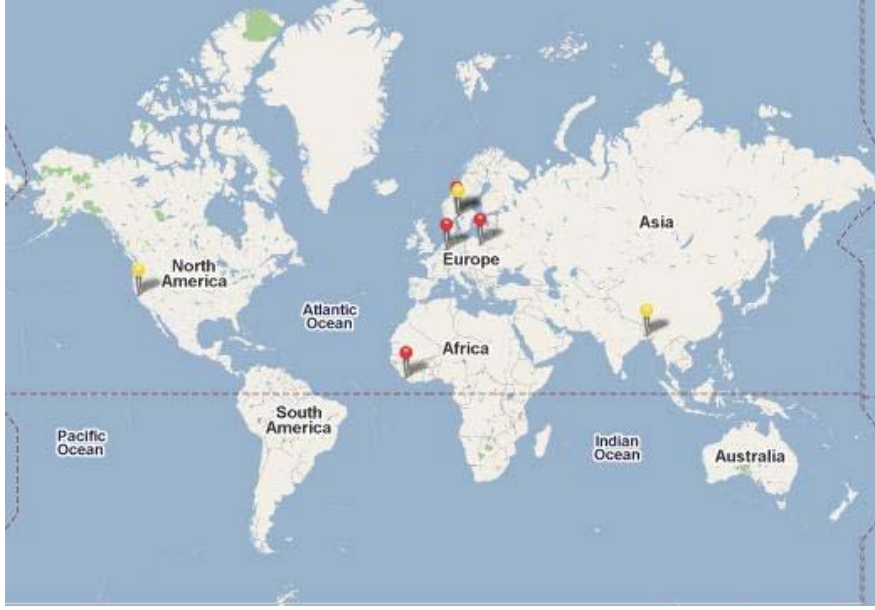 Asia
Europe
North
America
Atlantic
Ocean
Africa
South
America
Pacific
Ocean
Indian
Ocean
Australia